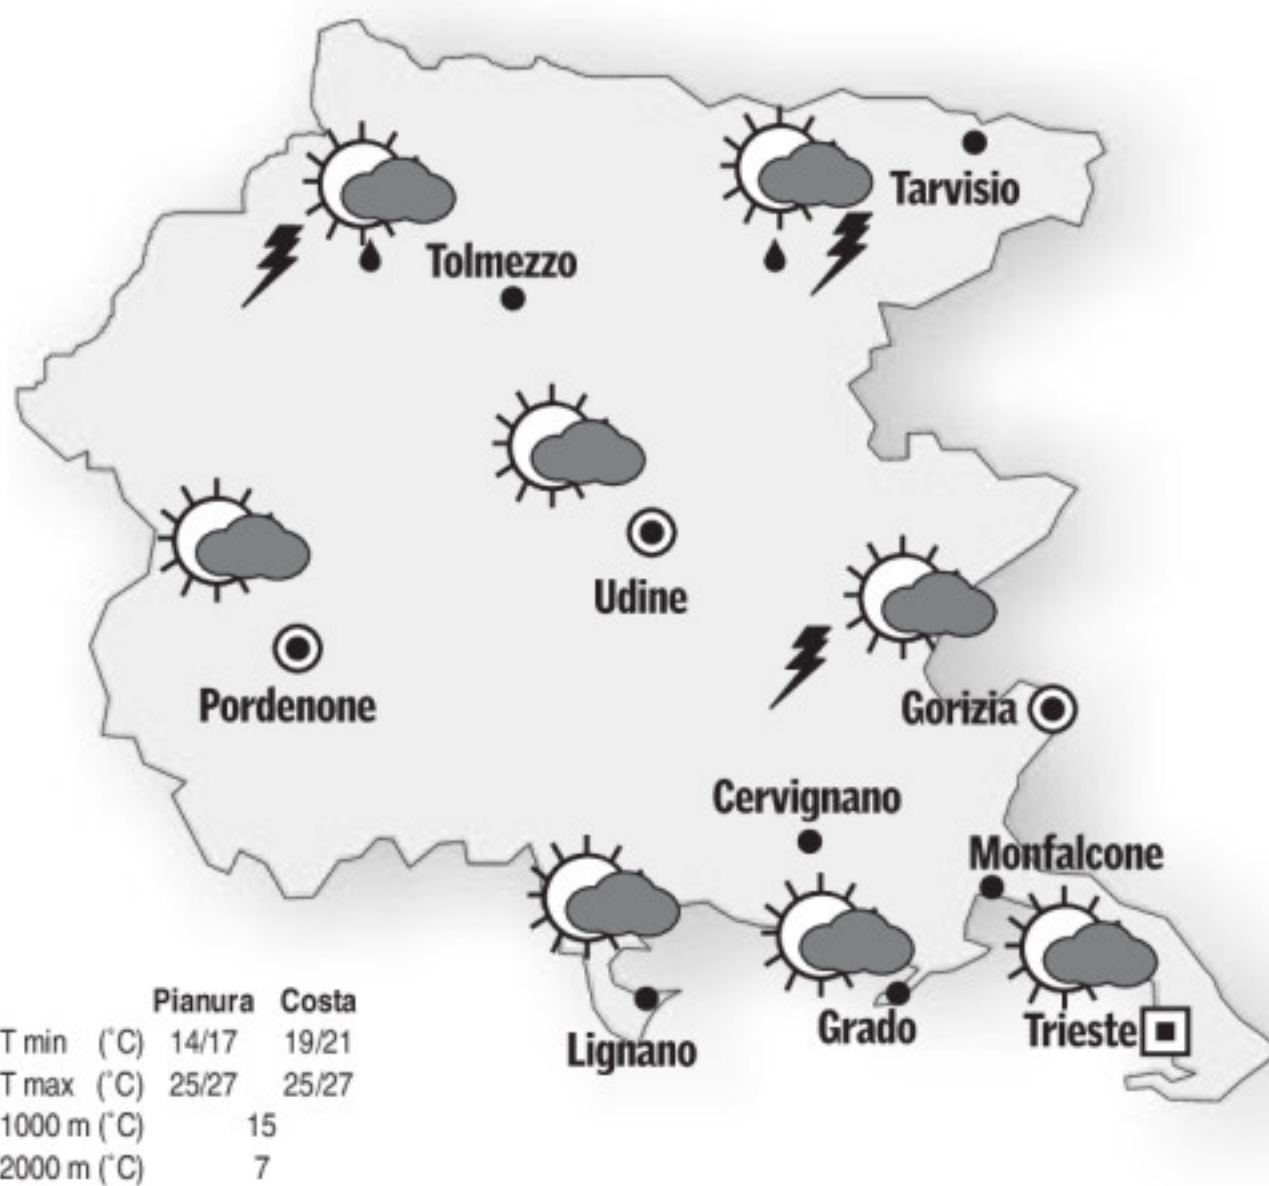 Tarvisio
Tolmezzo
Udine
Pordenone
Gorizia
Cervignano
Monfalcone
Grado
Trieste
Lignano
Pianura Costa
T min (°C) 14/17 19/21
T max (°C) 25/27 25/27
1000 m (°C) 15
2000 m (°C) 7